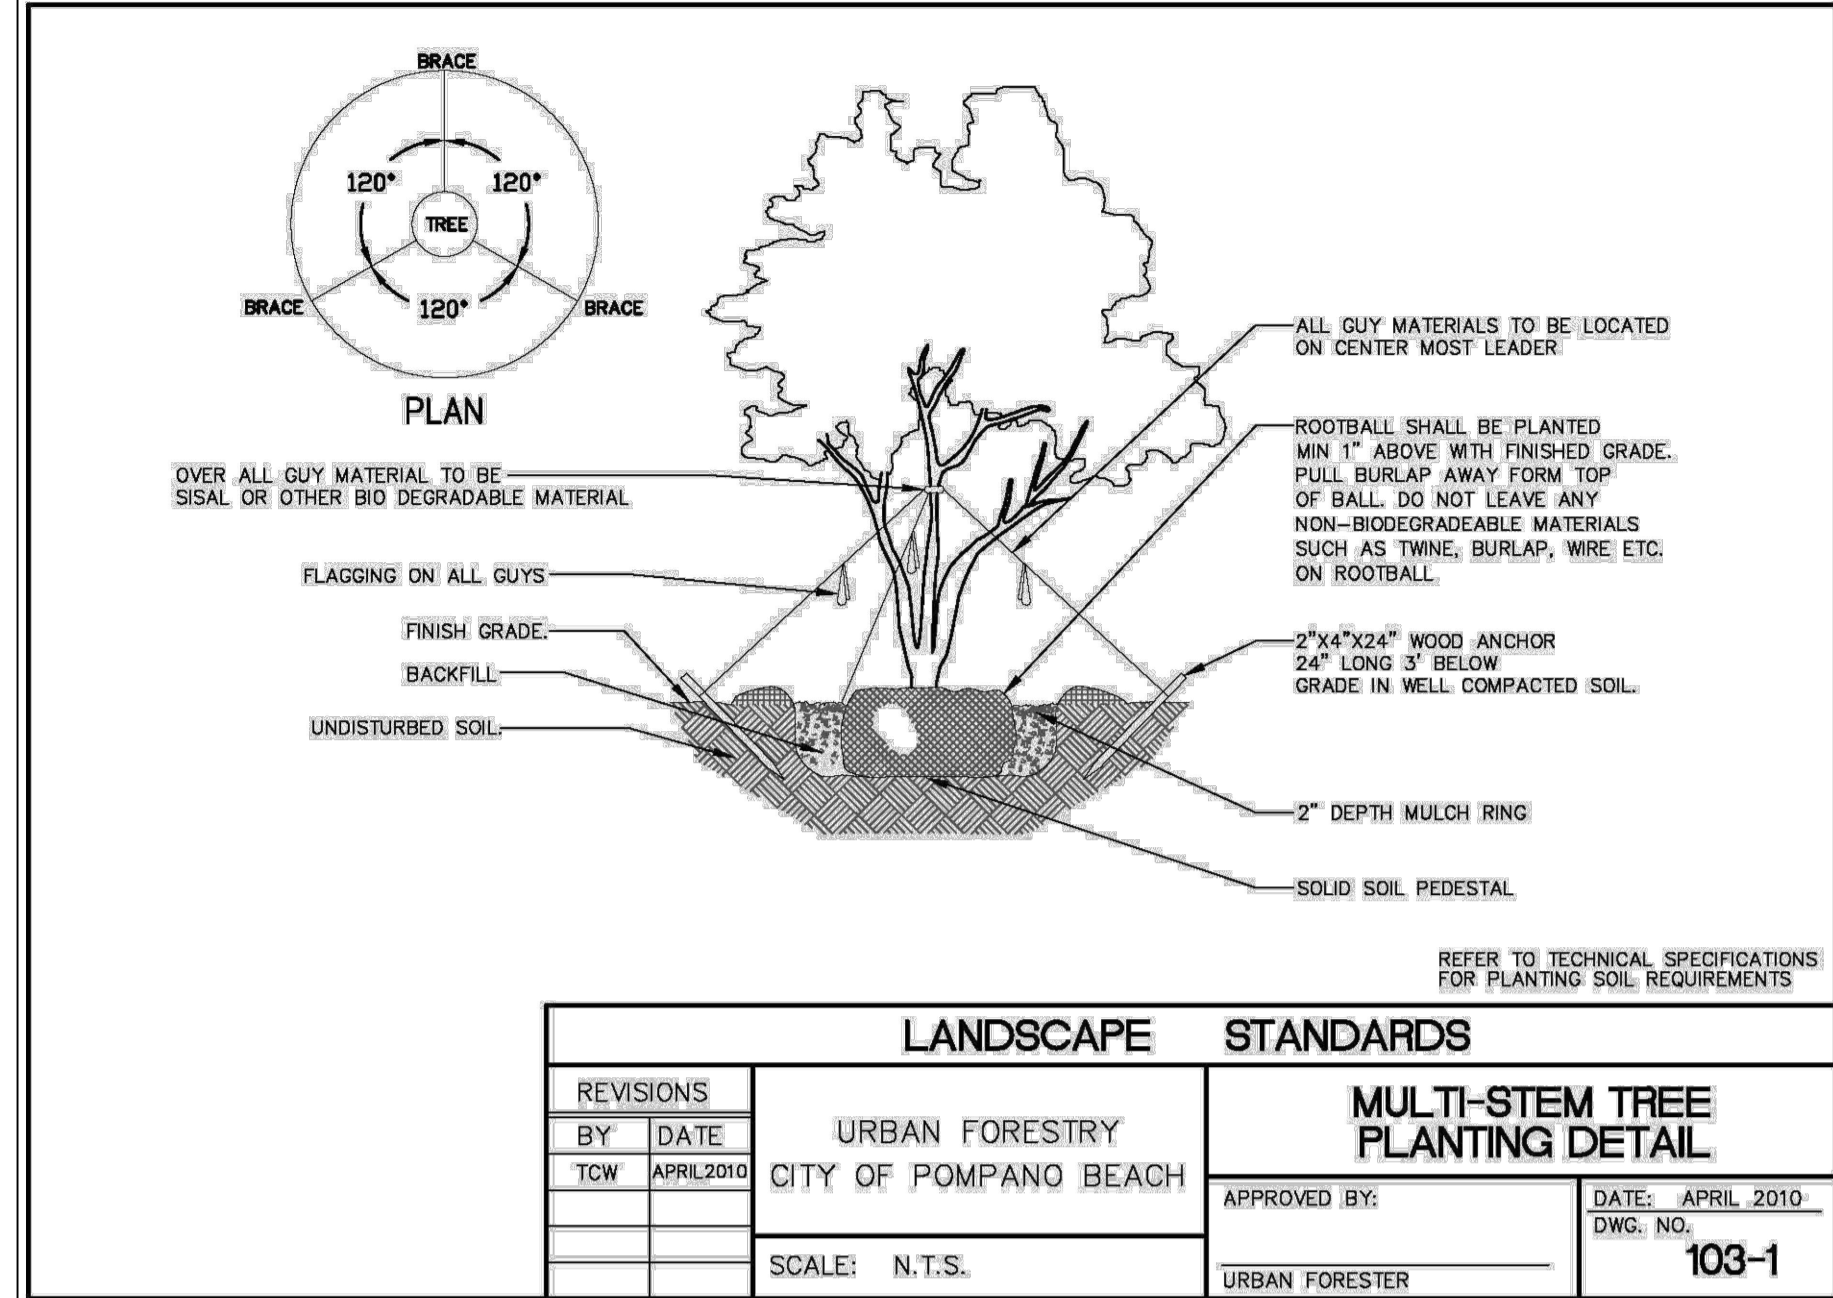 BRACE
120°
120°
TREE
BRACE
120°
BRACE
PLAN
OVER ALL GUY MATERIAL TO BE
SISAL OR OTHER BIO DEGRADABLE MATERIAL
FLAGGING ON ALL GUYS
FINISH GRADE.
BACKFILL
UNDISTURBED SOIL.
ALL GUY MATERIALS TO BE LOCATED
ON CENTER MOST LEADER
ROOTBALL SHALL BE PLANTED
MIN 1" ABOVE WITH FINISHED GRADE.
PULL BURLAP AWAY FORM TOP
OF BALL. DO NOT LEAVE ANY
NON-BIODEGRADEABLE MATERIALS
SUCH AS TWINE, BURLAP, WIRE ETC.
ON ROOTBALL
2"X4"X24" WOOD ANCHOR
24" LONG 3' BELOW
GRADE IN WELL COMPACTED SOIL.
2" DEPTH MULCH RING
SOLID SOIL PEDESTAL
REFER TO TECHNICAL SPECIFICATIONS
FOR PLANTING SOIL REQUIREMENTS
LANDSCAPE STANDARDS
REVISIONS
BY DATE
TCW APRIL2010
URBAN FORESTRY
CITY OF POMPANO BEACH
SCALE: N.T.S.
MULTI-STEM TREE
PLANTING DETAIL
APPROVED BY:
URBAN FORESTER
DATE: APRIL 2010
DWG. NO.
103-1